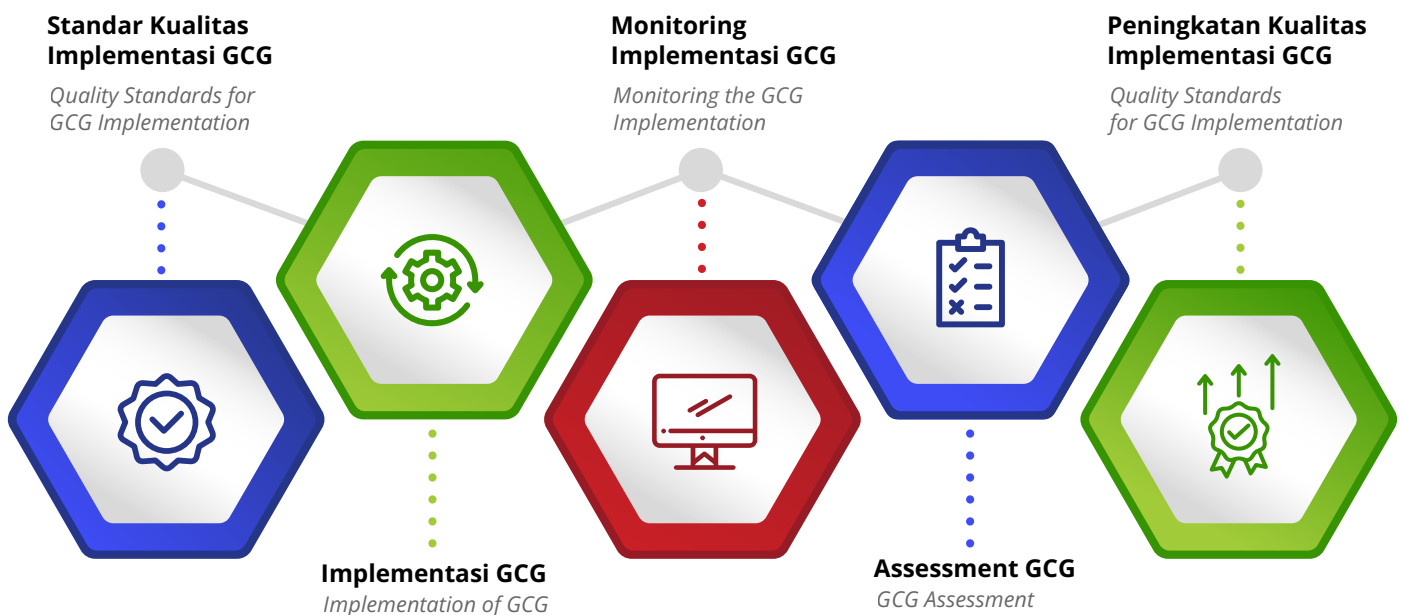 Standar Kualitas
Implementasi GCG
Quality Standards for
GCG Implementation
Implementasi GCG
Implementation of GCG
Monitoring
Implementasi GCG
Monitoring the GCG
Implementation
Assessment GCG
GCG Assessment
Peningkatan Kualitas
Implementasi GCG
Quality Standards
for GCG Implementation